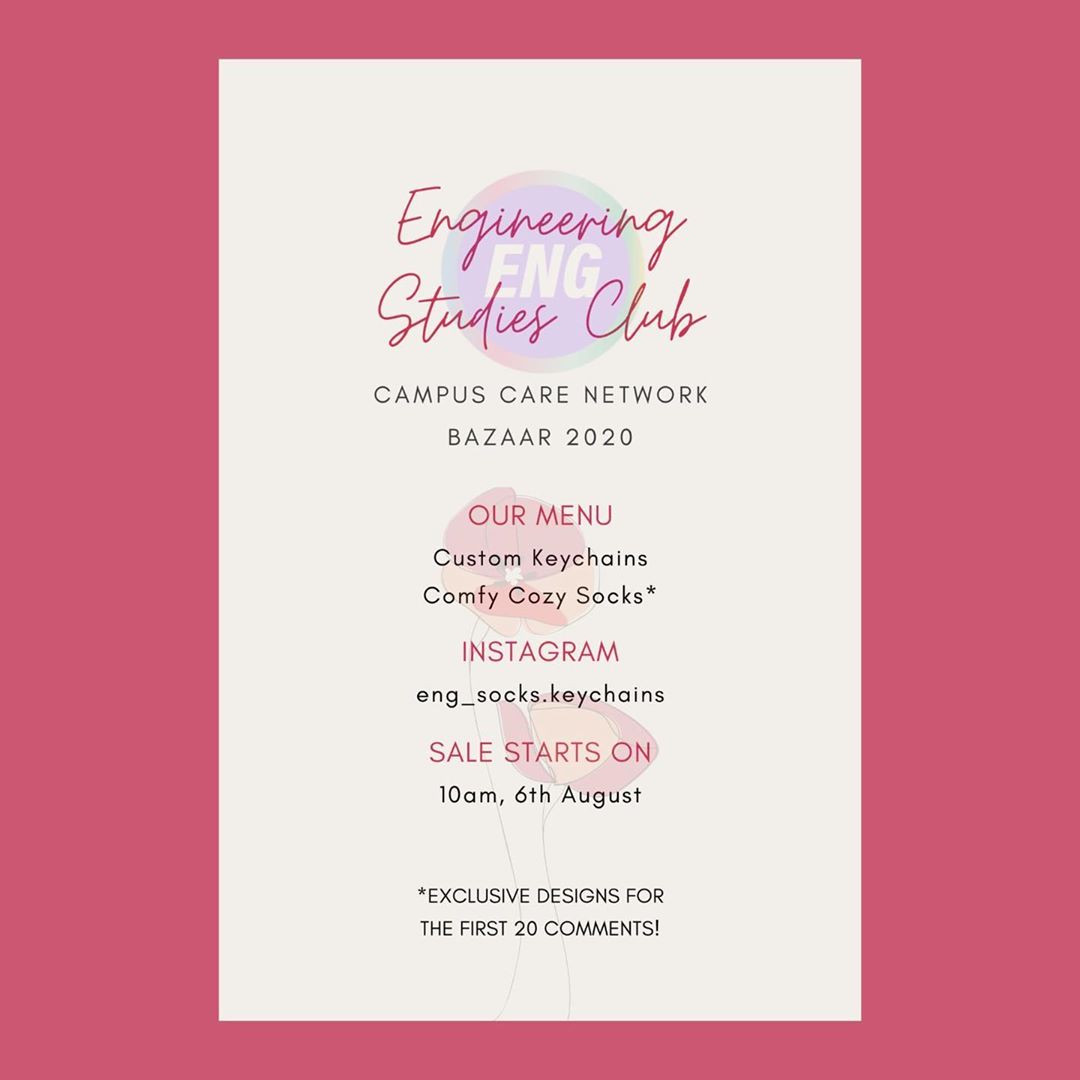 Engineering
ENG
Studies Club
CAMPUS CARE NETWORK
BAZAAR 2020
OUR MENU
Custom Keychains
Comfy Cozy Socks*
INSTAGRAM
eng_socks.keychains
SALE STARTS ON
10am, 6th August
*EXCLUSIVE DESIGNS FOR
THE FIRST 20 COMMENTS!